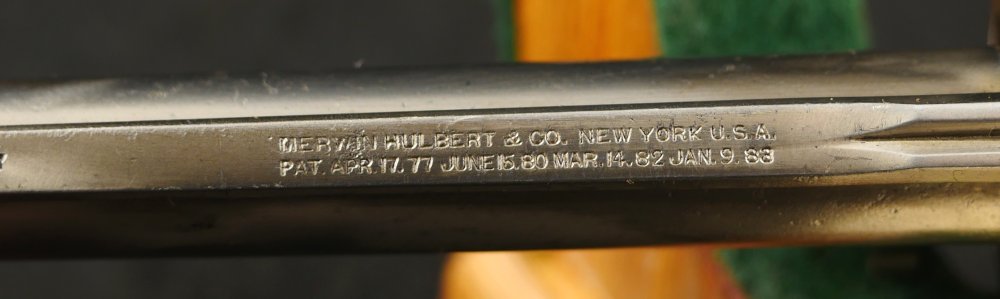 MERWIN HULBERT & CO. NEW YORK U.S.A.
PAT. APR. 17. 77 JUNE 15. 80 MAR. 14. 82 JAN. 9. 83